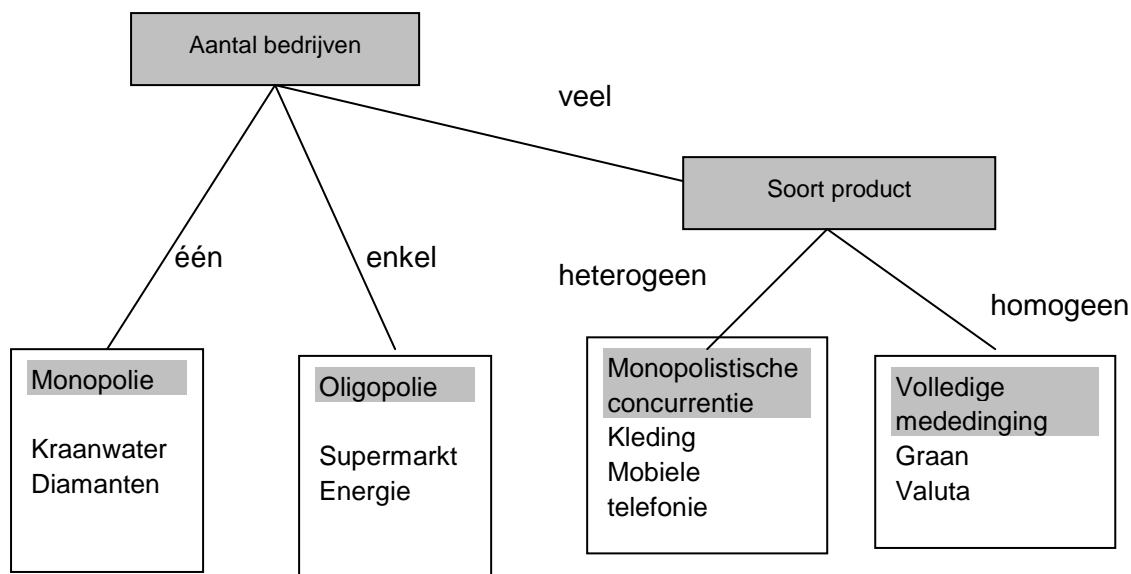 Aantal bedrijven
veel
Soort product
één
enkel
heterogeen
homogeen
Monopolie
Kraanwater
Diamanten
Oligopolie
Supermarkt
Energie
Monopolistische
concurrentie
Kleding
Mobiele
telefonie
Volledige
mededinging
Graan
Valuta